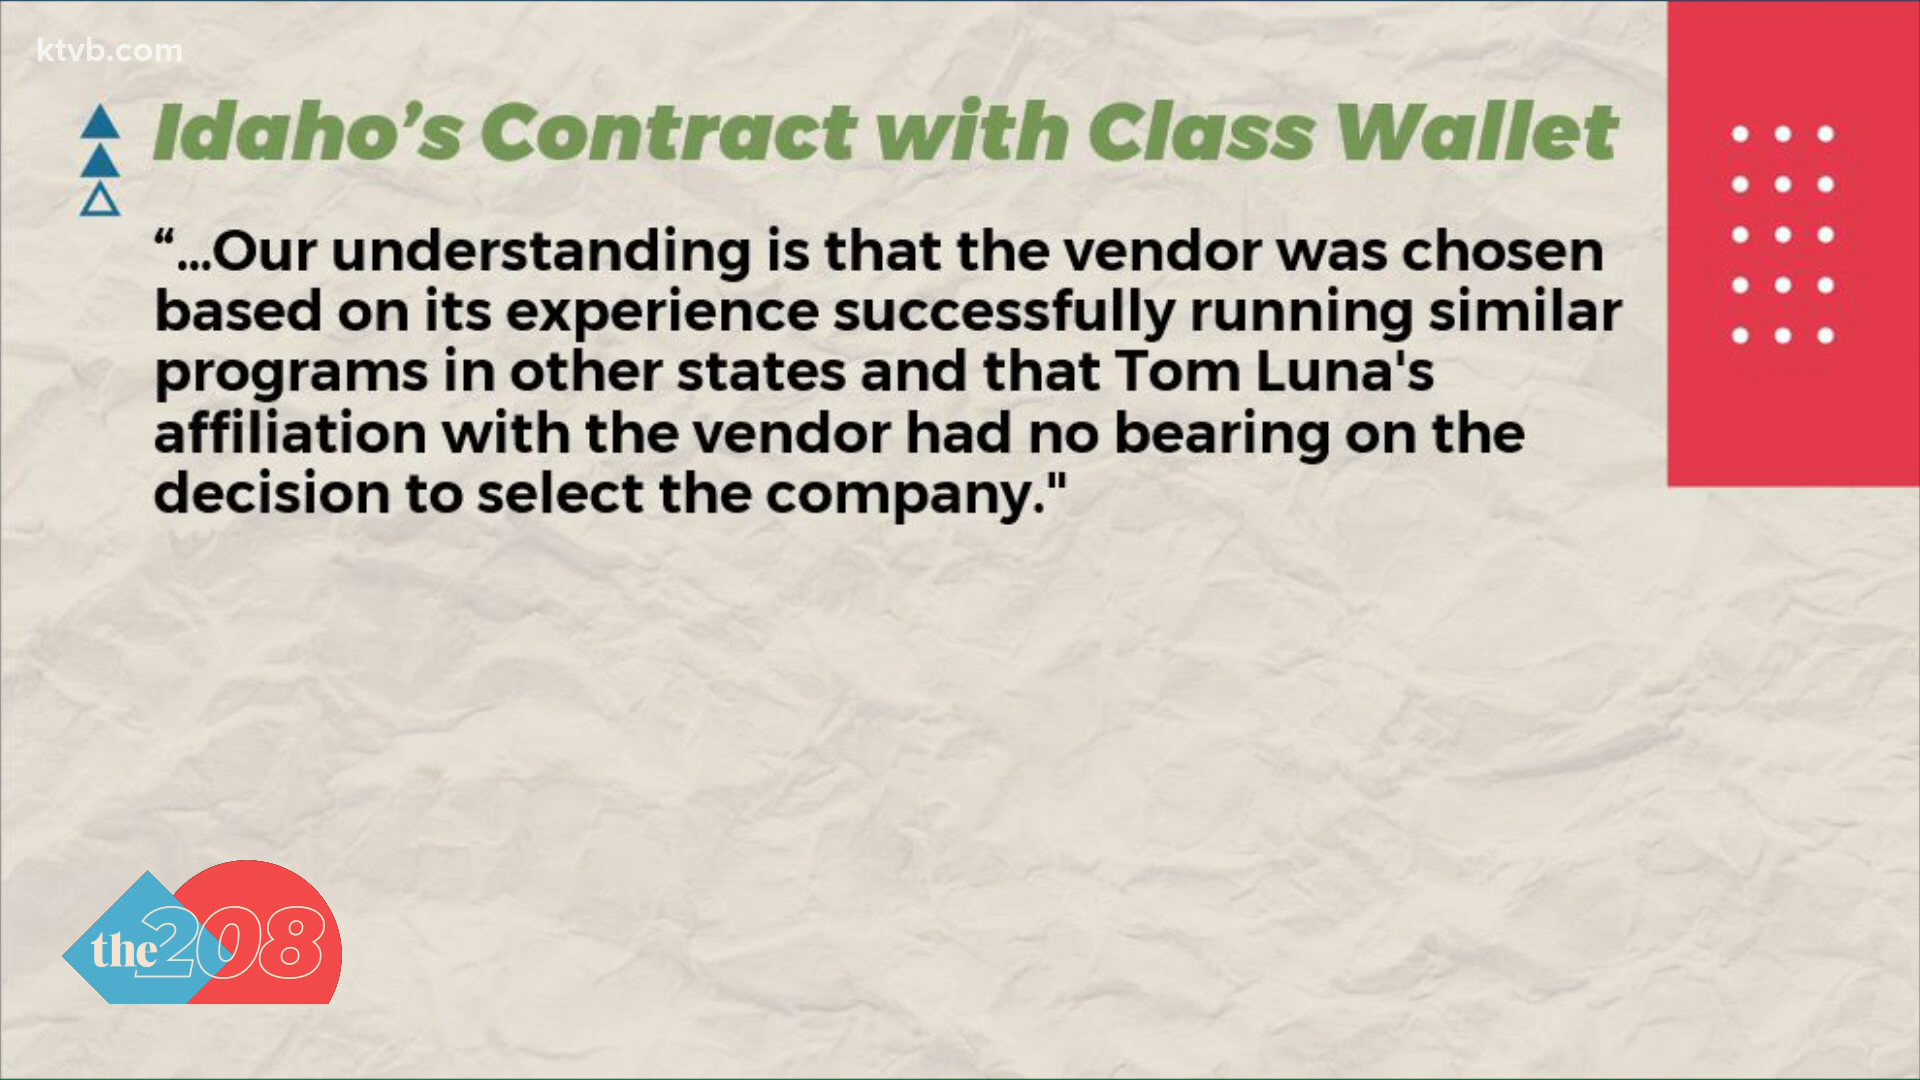 ktvb.com
Idaho’s Contract with Class Wallet
“...Our understanding is that the vendor was chosen
based on its experience successfully running similar
programs in other states and that Tom Luna's
affiliation with the vendor had no bearing on the
decision to select the company."
the208